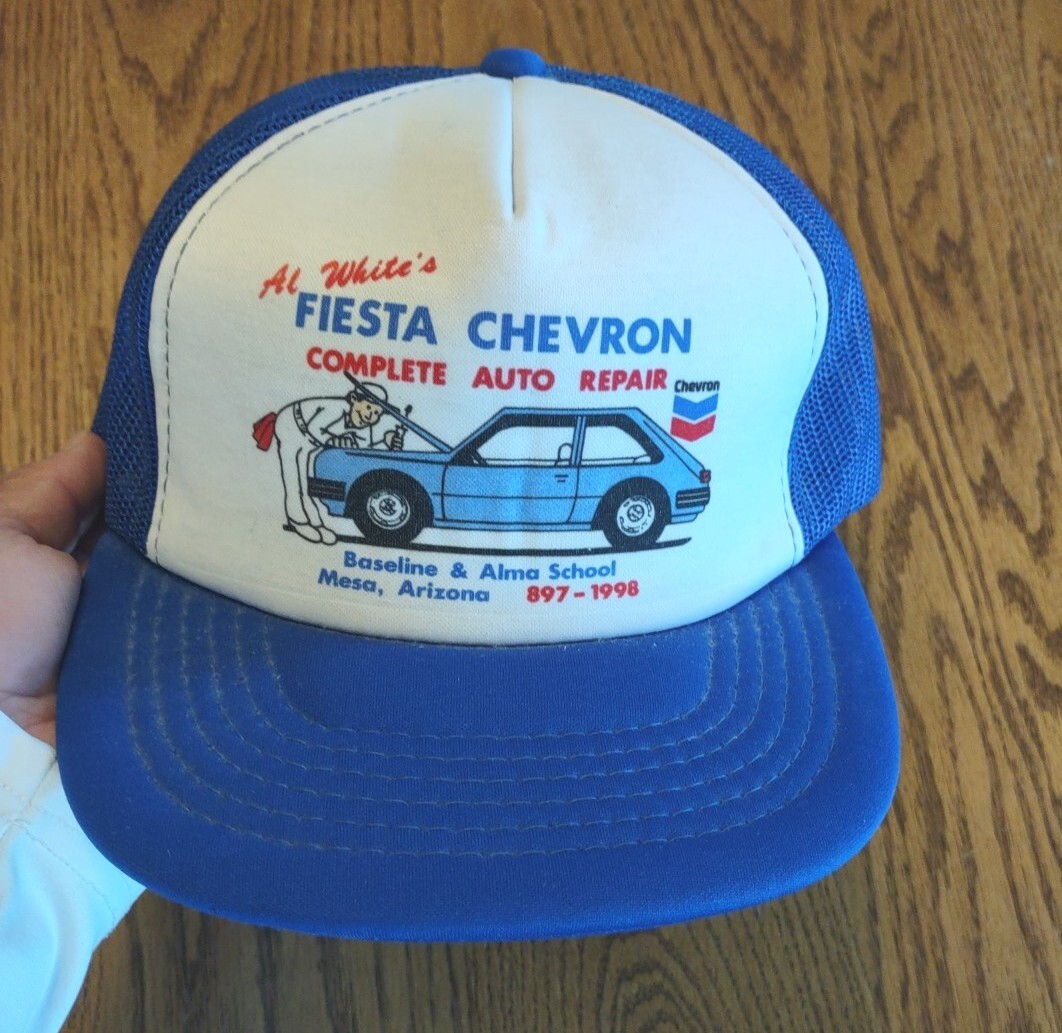 Al White's
FIESTA CHEVRON
COMPLETE AUTO REPAIR
Chevron
Baseline & Alma School
Mesa, Arizona 897-1998